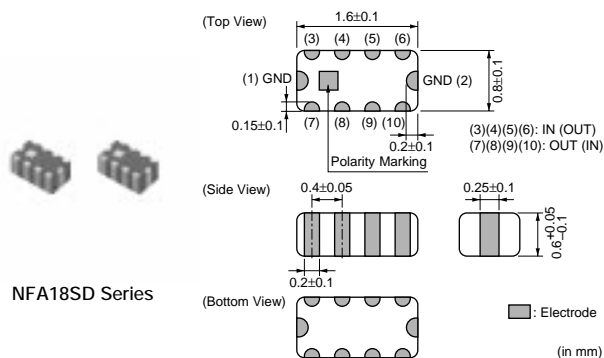 (Top View)
1.6±0.1
(3) (4) (5) (6)
(1) GND
GND (2)
0.8±0.1
0.15±0.1
(7) (8) (9) (10)
0.2±0.1
Polarity Marking
(3)(4)(5)(6): IN (OUT)
(7)(8)(9)(10): OUT (IN)
(Side View)
0.4±0.05
0.25±0.1
0.6 +0.05 –0.1
0.2±0.1
NFA18SD Series
(Bottom View)
: Electrode
(in mm)